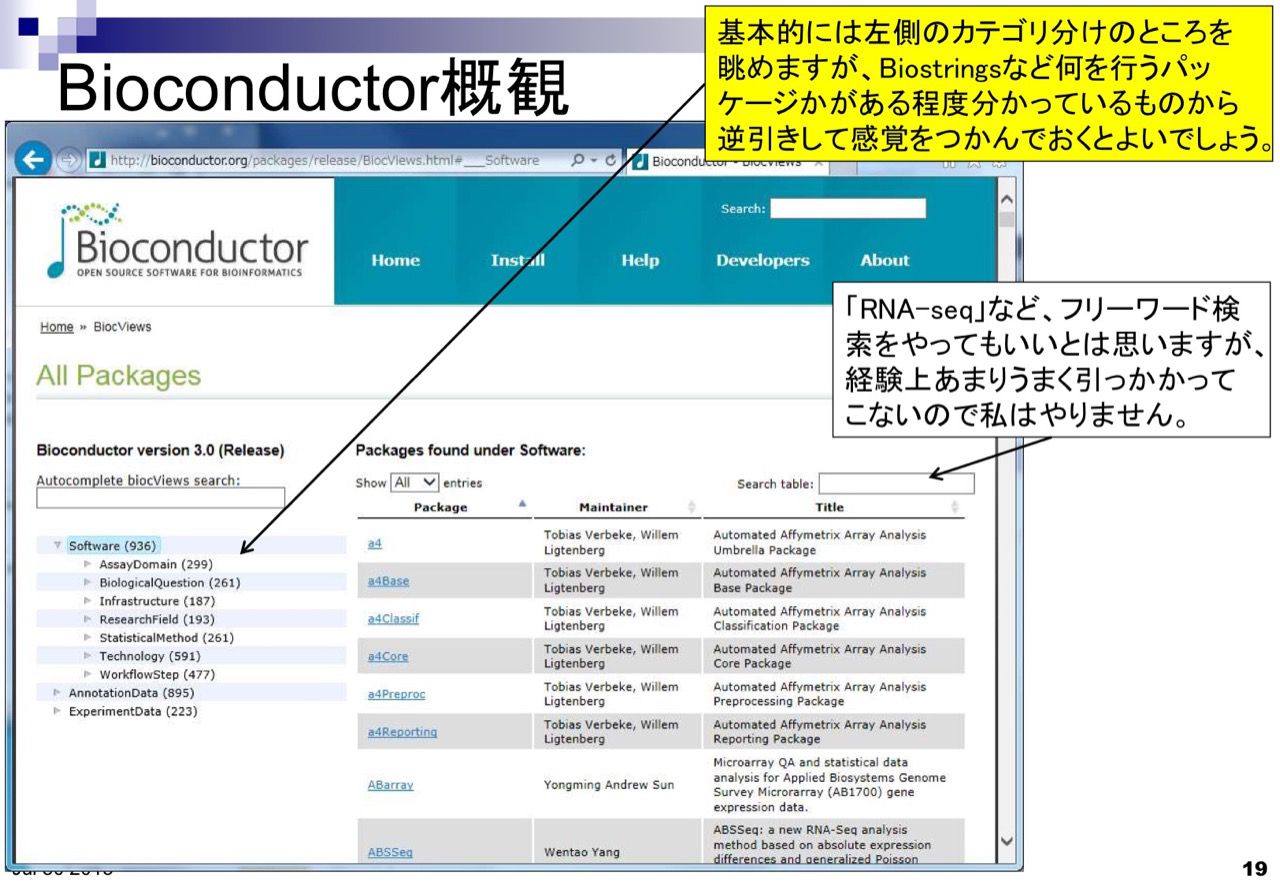 Bioconductor概観
基本的には左側のカテゴリ分けのところを
眺めますが、Biostringsなど何を行うパッ
ケージかがある程度分かっているものから
逆引きして感覚をつかんでおくとよいでしょう。
http://bioconductor.org/packages/release/BiocViews.html#___Software
Bioconductor - BiocViews
Bioconductor
OPEN SOURCE SOFTWARE FOR BIOINFORMATICS
Search:
Home Install Help Developers About
「RNA-seq」など、フリーワード検
索をやってもいいとは思いますが、
経験上あまりうまく引っかかって
こないので私はやりません。
Home » BiocViews
All Packages
Bioconductor version 3.0 (Release)
Autocomplete biocViews search:
Software (936)
AssayDomain (299)
BiologicalQuestion (261)
Infrastructure (187)
ResearchField (193)
StatisticalMethod (261)
Technology (591)
WorkflowStep (477)
AnnotationData (895)
ExperimentData (223)
Packages found under Software:
Show All entries
Search table:
Package Maintainer Title
a4 Tobias Verbeke, Willem Automated Affymetrix Array Analysis
Ligtenberg Umbrella Package
a4Base Tobias Verbeke, Willem Automated Affymetrix Array Analysis
Ligtenberg Base Package
a4Classif Tobias Verbeke, Willem Automated Affymetrix Array Analysis
Ligtenberg Classification Package
a4Core Tobias Verbeke, Willem Automated Affymetrix Array Analysis
Ligtenberg Core Package
a4Preproc Tobias Verbeke, Willem Automated Affymetrix Array Analysis
Ligtenberg Preprocessing Package
a4Reporting Tobias Verbeke, Willem Automated Affymetrix Array Analysis
Ligtenberg Reporting Package
ABarray Yongming Andrew Sun Microarray QA and statistical data
analysis for Applied Biosystems Genome
Survey Microrarray (AB1700) gene
expression data.
ABSSeq Wentao Yang ABSSeq: a new RNA-Seq analysis
method based on absolute expression
differences and generalized Poisson
19